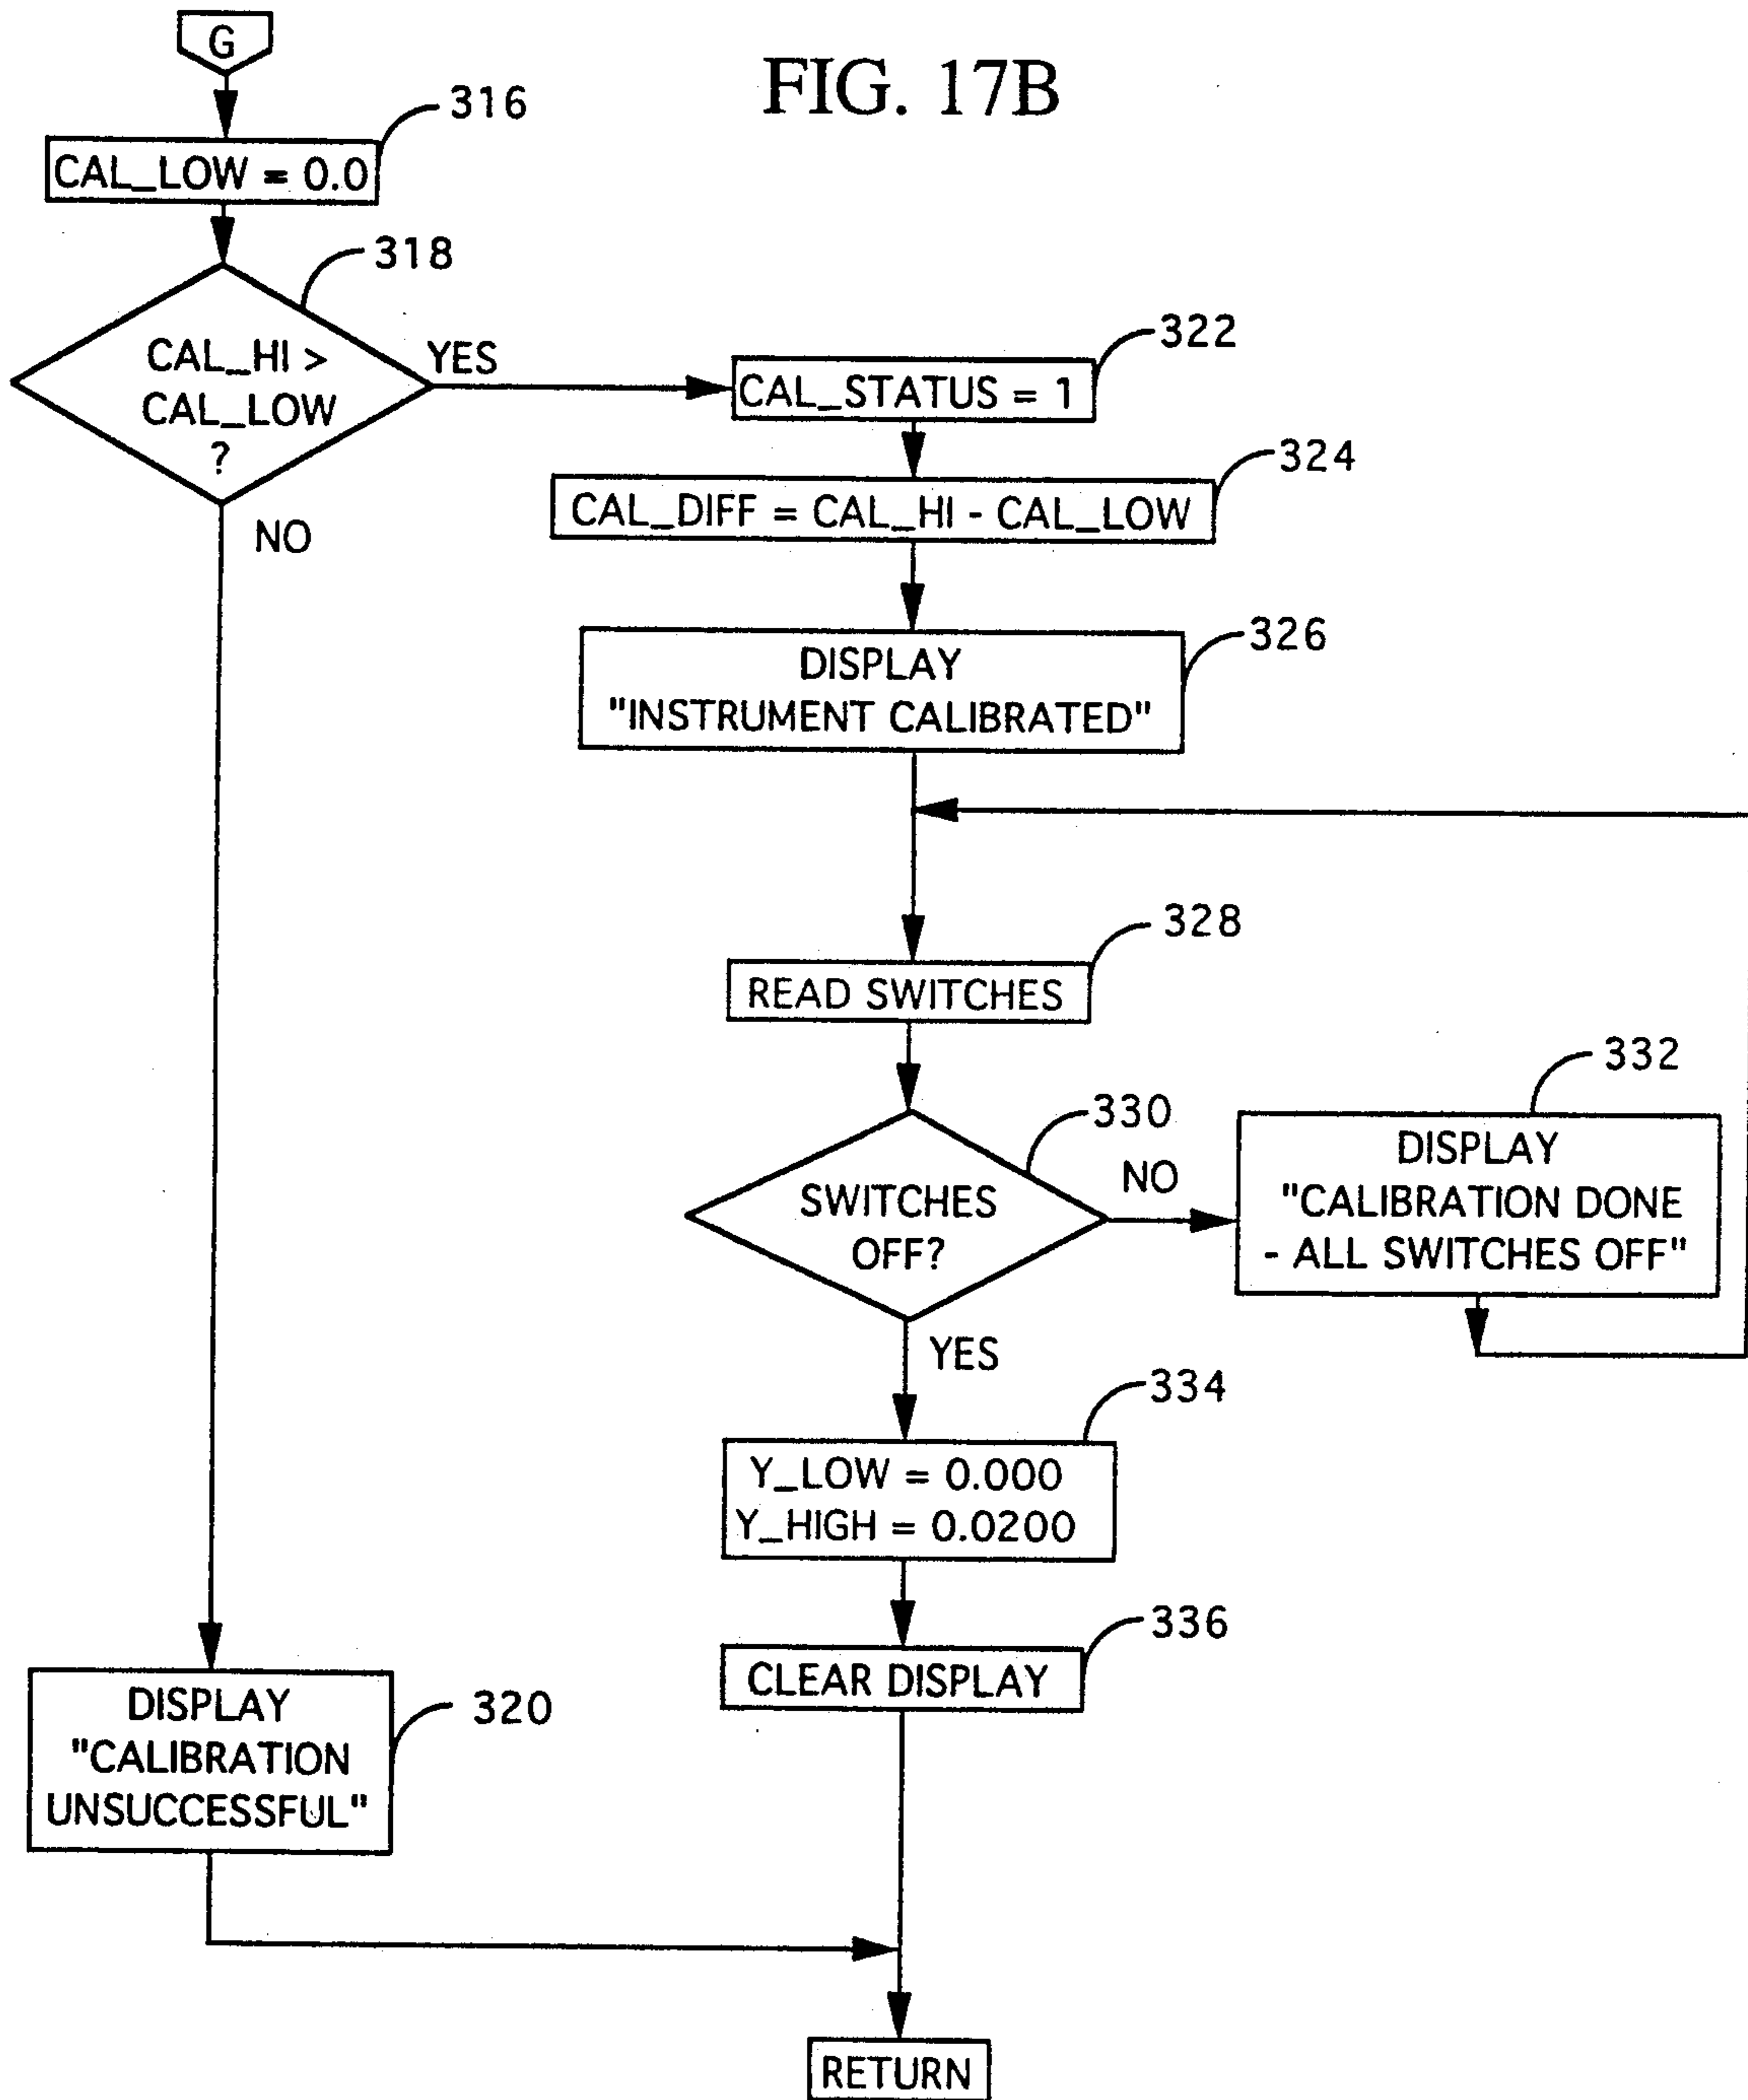 G
FIG. 17B
316
CAL_LOW = 0.0
318
CAL_HI >
CAL_LOW
?
YES
NO
322
CAL_STATUS = 1
324
CAL_DIFF = CAL_HI - CAL_LOW
326
DISPLAY
"INSTRUMENT CALIBRATED"
328
READ SWITCHES
330
SWITCHES
OFF?
NO
332
DISPLAY
"CALIBRATION DONE
- ALL SWITCHES OFF"
YES
334
Y_LOW = 0.000
Y_HIGH = 0.0200
336
CLEAR DISPLAY
320
DISPLAY
"CALIBRATION
UNSUCCESSFUL"
RETURN